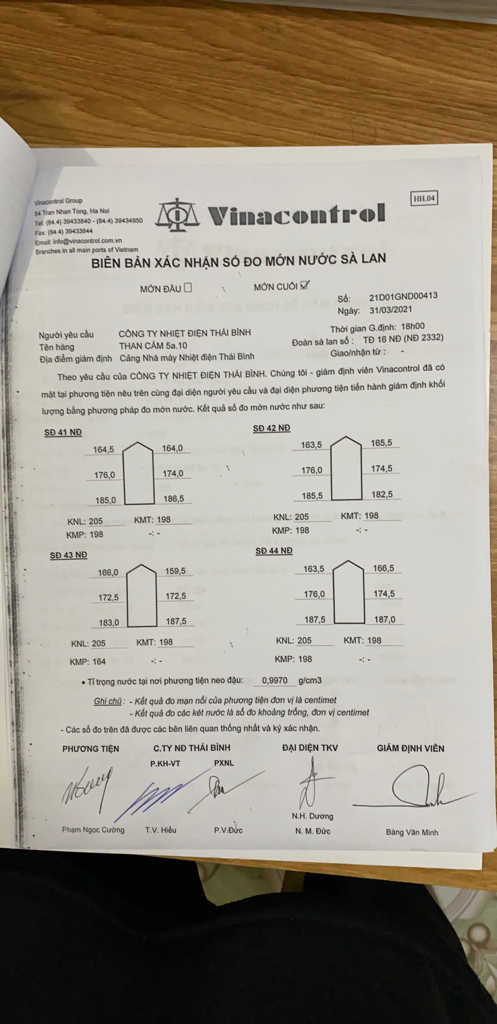 Vinacontrol Group
54 Tran Nhan Tong, Ha Noi
Tel: (84.4) 39433840 - (84.4) 39434950
Fax: (84.4) 39433844
Email: info@vinacontrol.com.vn
Branches in all main ports of Vietnam
Vinacontrol
HH.04
BIÊN BẢN XÁC NHẬN SỐ ĐO MỚN NƯỚC SÀ LAN
MÓN ĐẦU MỚN CUỐI
Số: 21D01GND00413
Ngày: 31/03/2021
Người yêu cầu CÔNG TY NHIỆT ĐIỆN THÁI BÌNH Thời gian G.định: 18h00
Tên hàng THAN CÁM 5a.10 Đoàn sà lan số : TĐ 16 NĐ (NĐ 2332)
Địa điểm giám định Cảng Nhà máy Nhiệt điện Thái Bình Giao/nhận từ : -
Theo yêu cầu của CÔNG TY NHIỆT ĐIỆN THÁI BÌNH. Chúng tôi - giám định viên Vinacontrol đã có
mặt tại phương tiện nêu trên cùng đại diện người yêu cầu và đại diện phương tiện tiến hành giám định khối
lượng bằng phương pháp đo mớn nước. Kết quả số đo mớn nước như sau:
SĐ 41 NĐ SĐ 42 NĐ
164,5 164,0 163,5 165,5
176,0 174,0 176,0 174,5
185,0 186,5 185,5 182,5
KNL: 205 KMT: 198 KNL: 205 KMT: 198
KMP: 198 -:- KMP: 198 -:-
SĐ 43 NĐ SĐ 44 NĐ
166,0 159,5 163,5 166,5
172,5 172,5 176,0 174,5
183,0 187,5 187,5 187,0
KNL: 205 KMT: 198 KNL: 205 KMT: 198
KMP: 164 -:- KMP: 198 -:-
• Tỉ trọng nước tại nơi phương tiện neo đậu: 0,9970 g/cm3
Ghi chú : - Kết quả đo mạn nổi của phương tiện đơn vị là centimet
- Kết quả đo các két nước là số đo khoảng trống, đơn vị centimet
- Các số đo trên đã được các bên liên quan thống nhất và ký xác nhận.
PHƯƠNG TIỆN C.TY NĐ THÁI BÌNH ĐẠI DIỆN TKV GIÁM ĐỊNH VIÊN
P.KH-VT PXNL
N.H. Dương
Phạm Ngọc Cường T.V. Hiếu P.V.Đức N. M. Đức Bàng Văn Minh